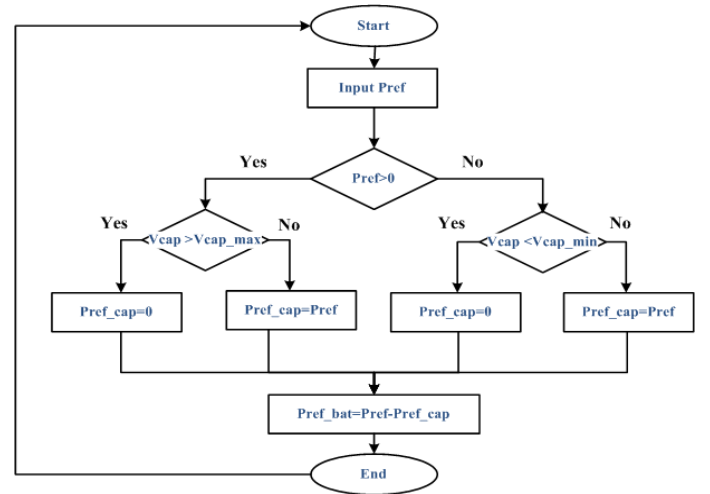 Start
Input Pref
Yes
No
Pref>0
Yes
No
Yes
No
Vcap >Vcap_max
Vcap <Vcap_min
Pref_cap=0
Pref_cap=Pref
Pref_cap=0
Pref_cap=Pref
Pref_bat=Pref-Pref_cap
End